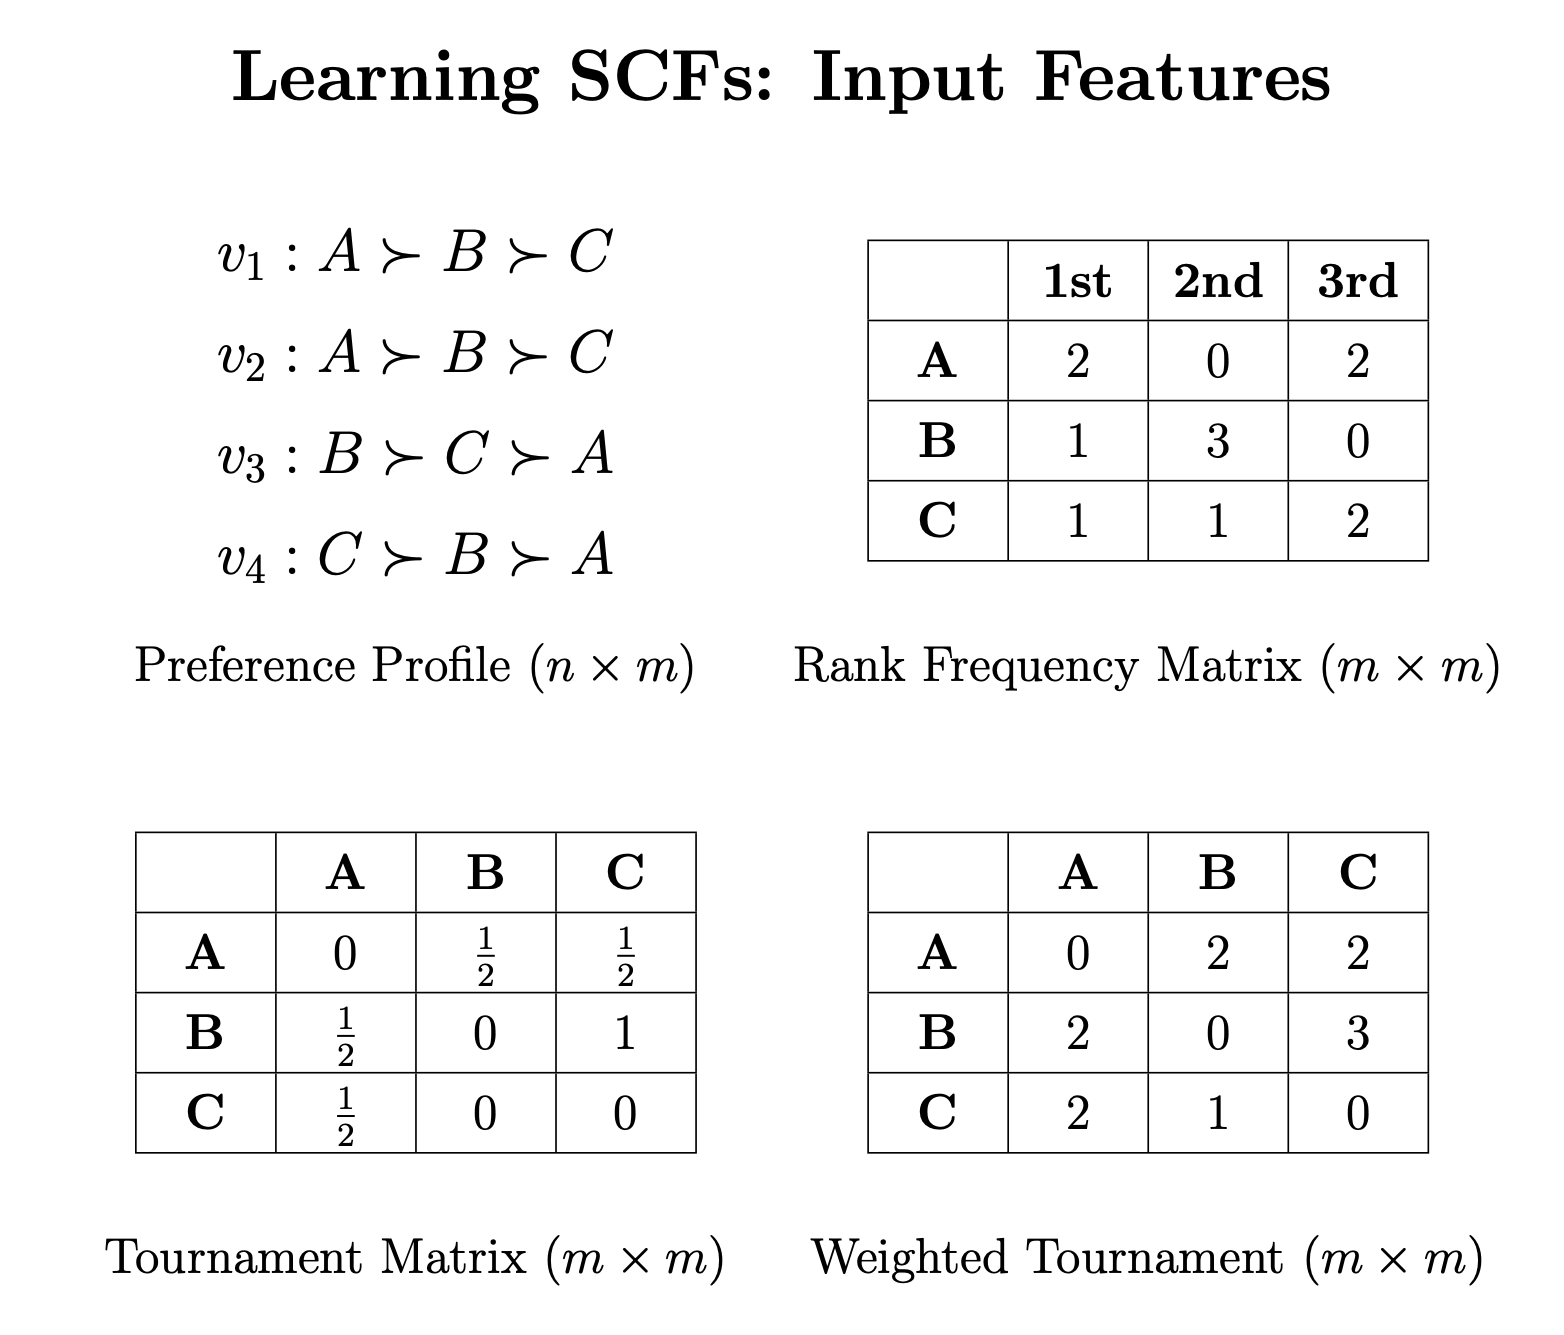 Learning SCFs: Input Features
v₁ : A ≻ B ≻ C
v₂ : A ≻ B ≻ C
v₃ : B ≻ C ≻ A
v₄ : C ≻ B ≻ A
Preference Profile (n × m)
1st 2nd 3rd
A 2 0 2
B 1 3 0
C 1 1 2
Rank Frequency Matrix (m × m)
A B C
A 0 1/2 1/2
B 1/2 0 1
C 1/2 0 0
Tournament Matrix (m × m)
A B C
A 0 2 2
B 2 0 3
C 2 1 0
Weighted Tournament (m × m)